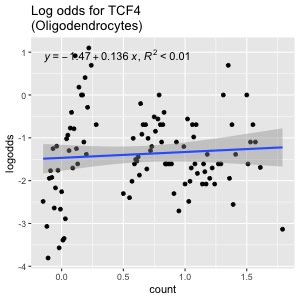 Log odds for TCF4
(Oligodendrocytes)
y = −1.47 + 0.136 x, R² < 0.01
1
0
-1
-2
-3
-4
logodds
0.0 0.5 1.0 1.5
count